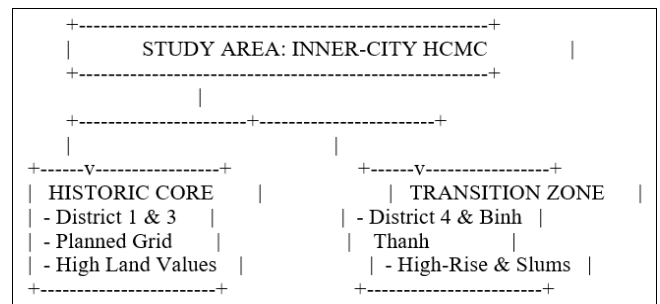 STUDY AREA: INNER-CITY HCMC
HISTORIC CORE
- District 1 & 3
- Planned Grid
- High Land Values
TRANSITION ZONE
- District 4 & Binh
Thanh
- High-Rise & Slums